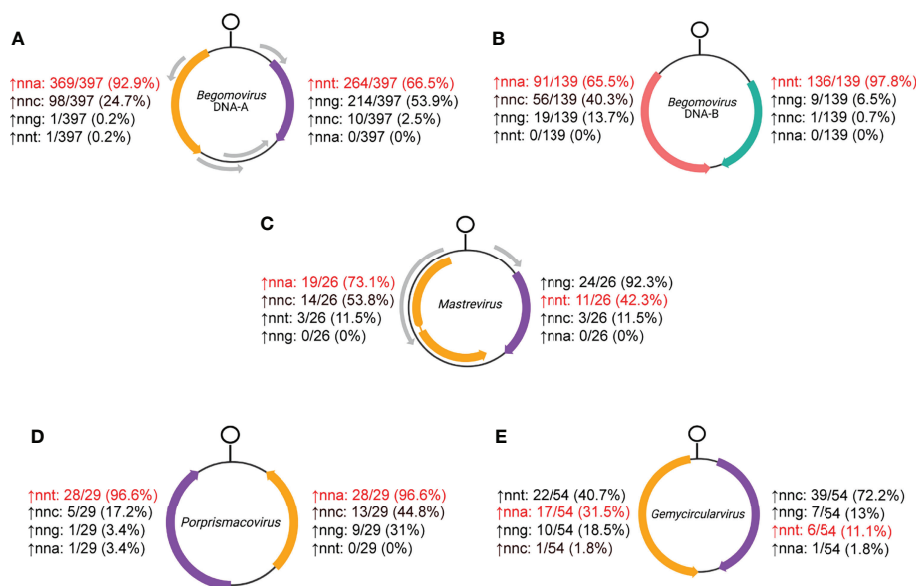 A
↑nna: 369/397 (92.9%)
↑nnc: 98/397 (24.7%)
↑nng: 1/397 (0.2%)
↑nnt: 1/397 (0.2%)
Begomovirus
DNA-A
↑nnt: 264/397 (66.5%)
↑nng: 214/397 (53.9%)
↑nnc: 10/397 (2.5%)
↑nna: 0/397 (0%)
B
↑nna: 91/139 (65.5%)
↑nnc: 56/139 (40.3%)
↑nng: 19/139 (13.7%)
↑nnt: 0/139 (0%)
Begomovirus
DNA-B
↑nnt: 136/139 (97.8%)
↑nng: 9/139 (6.5%)
↑nnc: 1/139 (0.7%)
↑nna: 0/139 (0%)
C
↑nna: 19/26 (73.1%)
↑nnc: 14/26 (53.8%)
↑nnt: 3/26 (11.5%)
↑nng: 0/26 (0%)
Mastrevirus
↑nng: 24/26 (92.3%)
↑nnt: 11/26 (42.3%)
↑nnc: 3/26 (11.5%)
↑nna: 0/26 (0%)
D
↑nnt: 28/29 (96.6%)
↑nnc: 5/29 (17.2%)
↑nng: 1/29 (3.4%)
↑nna: 1/29 (3.4%)
Porprismacovirus
↑nna: 28/29 (96.6%)
↑nnc: 13/29 (44.8%)
↑nng: 9/29 (31%)
↑nnt: 0/29 (0%)
E
↑nnt: 22/54 (40.7%)
↑nna: 17/54 (31.5%)
↑nng: 10/54 (18.5%)
↑nnc: 1/54 (1.8%)
Gemycircularvirus
↑nnc: 39/54 (72.2%)
↑nng: 7/54 (13%)
↑nnt: 6/54 (11.1%)
↑nna: 1/54 (1.8%)